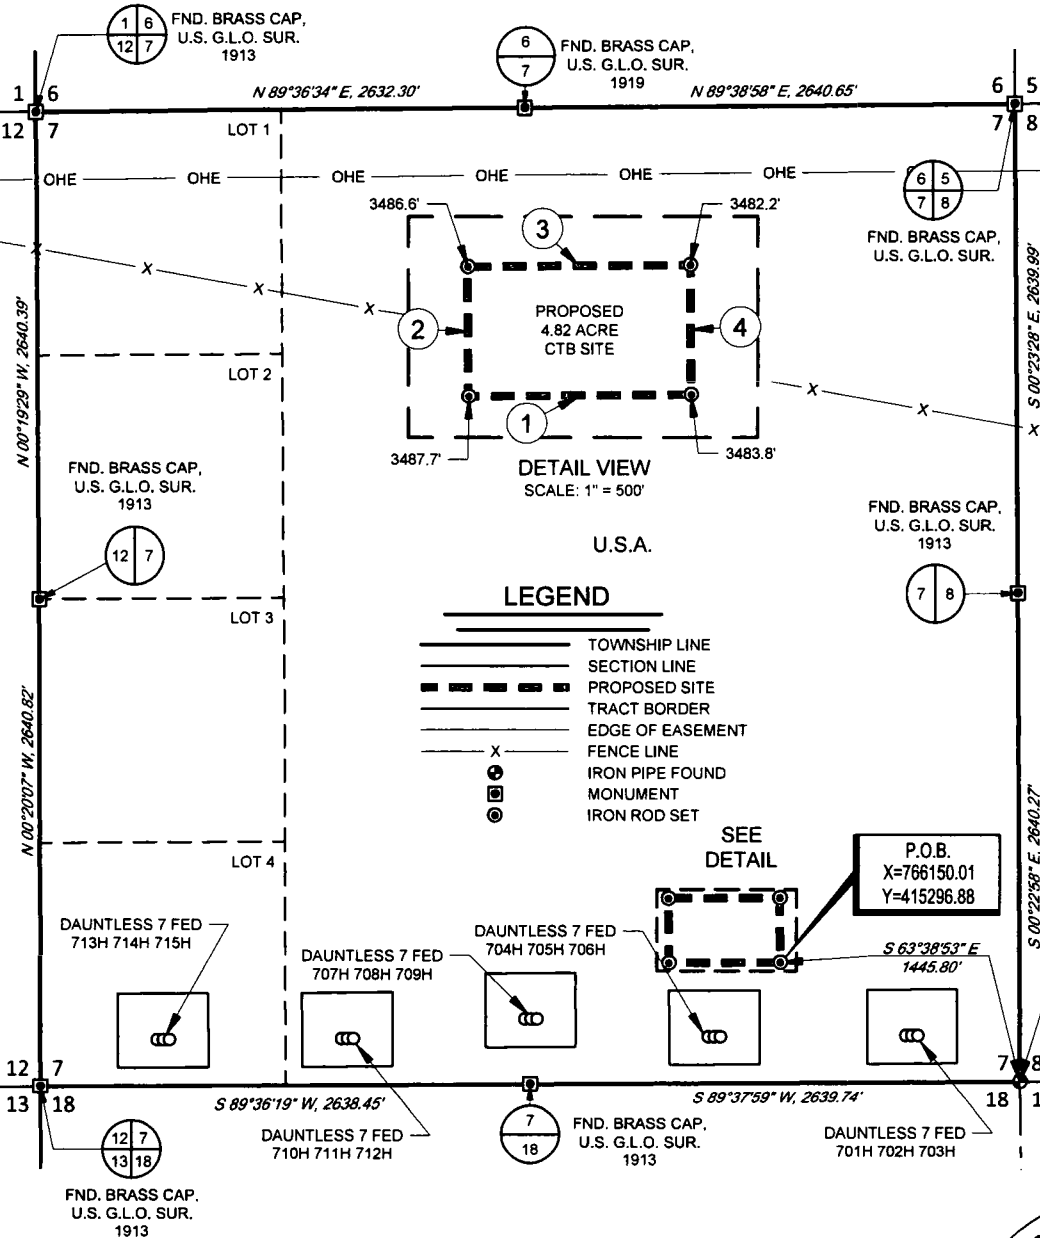 1 6
12 7
FND. BRASS CAP,
U.S. G.L.O. SUR.
1913
6
7
FND. BRASS CAP,
U.S. G.L.O. SUR.
1919
1 6
12 7
N 89°36'34" E, 2632.30'
N 89°38'58" E, 2640.65'
6 5
7 8
LOT 1
OHE OHE OHE OHE OHE OHE
6 5
7 8
FND. BRASS CAP,
U.S. G.L.O. SUR.
3486.6'
3482.2'
3
X X X X
PROPOSED
4.82 ACRE
CTB SITE
2
4
1
3487.7'
3483.8'
X X X
N 00°19'29" W, 2640.39'
S 00°23'28" E, 2639.99'
LOT 2
DETAIL VIEW
SCALE: 1" = 500'
FND. BRASS CAP,
U.S. G.L.O. SUR.
1913
12 7
U.S.A.
FND. BRASS CAP,
U.S. G.L.O. SUR.
1913
7 8
LOT 3
LEGEND
TOWNSHIP LINE
SECTION LINE
PROPOSED SITE
TRACT BORDER
EDGE OF EASEMENT
X FENCE LINE
IRON PIPE FOUND
MONUMENT
IRON ROD SET
N 00°20'07" W, 2640.82'
S 00°22'58" E, 2640.27'
LOT 4
SEE
DETAIL
P.O.B.
X=766150.01
Y=415296.88
S 63°38'53" E
1445.80'
DAUNTLESS 7 FED
713H 714H 715H
DAUNTLESS 7 FED
707H 708H 709H
DAUNTLESS 7 FED
704H 705H 706H
12 7
13 18
7 8
18 1
S 89°36'19" W, 2638.45'
S 89°37'59" W, 2639.74'
DAUNTLESS 7 FED
710H 711H 712H
7
18
FND. BRASS CAP,
U.S. G.L.O. SUR.
1913
DAUNTLESS 7 FED
701H 702H 703H
12 7
13 18
FND. BRASS CAP,
U.S. G.L.O. SUR.
1913